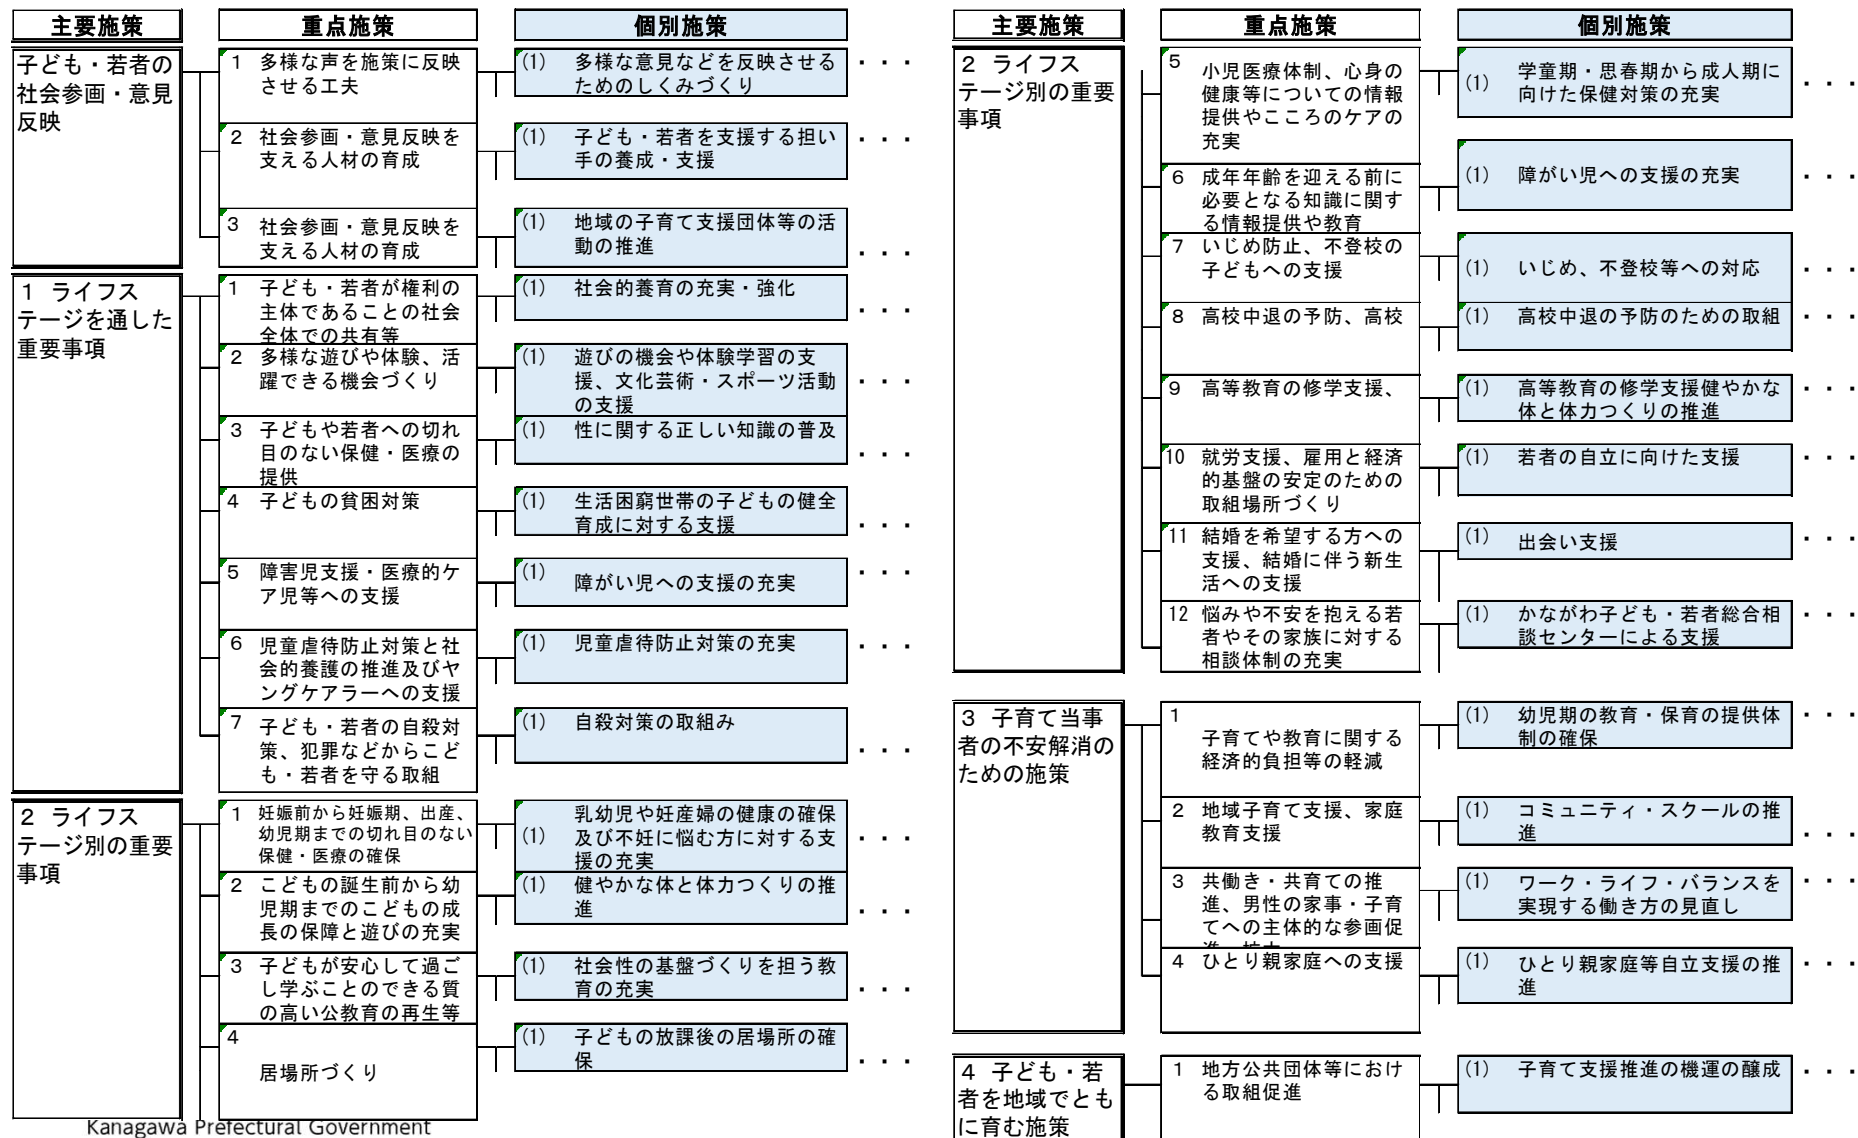 主要施策
重点施策
個別施策
子ども・若者の
社会参画・意見
反映
1 多様な声を施策に反映
させる工夫
(1) 多様な意見などを反映させる
ためのしくみづくり
・・・
2 社会参画・意見反映を
支える人材の育成
(1) 子ども・若者を支援する担い
手の養成・支援
・・・
3 社会参画・意見反映を
支える人材の育成
(1) 地域の子育て支援団体等の活
動の推進
・・・
1 ライフス
テージを通した
重要事項
1 子ども・若者が権利の
主体であることの社会
全体での共有等
(1) 社会的養育の充実・強化
・・・
2 多様な遊びや体験、活
躍できる機会づくり
(1) 遊びの機会や体験学習の支
援、文化芸術・スポーツ活動
の支援
・・・
3 子どもや若者への切れ
目のない保健・医療の
提供
(1) 性に関する正しい知識の普及
・・・
4 子どもの貧困対策
(1) 生活困窮世帯の子どもの健全
育成に対する支援
・・・
5 障害児支援・医療的ケ
ア児等への支援
(1) 障がい児への支援の充実
・・・
6 児童虐待防止対策と社
会的養護の推進及びヤ
ングケアラーへの支援
(1) 児童虐待防止対策の充実
・・・
7 子ども・若者の自殺対
策、犯罪などからこど
も・若者を守る取組
(1) 自殺対策の取組み
・・・
2 ライフス
テージ別の重要
事項
1 妊娠前から妊娠期、出産、
幼児期までの切れ目のない
保健・医療の確保
(1) 乳幼児や妊産婦の健康の確保
及び不妊に悩む方に対する支
援の充実
・・・
2 こどもの誕生前から幼
児期までのこどもの成
長の保障と遊びの充実
(1) 健やかな体と体力つくりの推
進
・・・
3 子どもが安心して過ご
し学ぶことのできる質
の高い公教育の再生等
(1) 社会性の基盤づくりを担う教
育の充実
・・・
4
居場所づくり
(1) 子どもの放課後の居場所の確
保
・・・
Kanagawa Prefectural Government
主要施策
重点施策
個別施策
2 ライフス
テージ別の重要
事項
5
小児医療体制、心身の
健康等についての情報
提供やこころのケアの
充実
(1) 学童期・思春期から成人期に
向けた保健対策の充実
・・・
6 成年年齢を迎える前に
必要となる知識に関す
る情報提供や教育
(1) 障がい児への支援の充実
・・・
7 いじめ防止、不登校の
子どもへの支援
(1) いじめ、不登校等への対応
・・・
8 高校中退の予防、高校
(1) 高校中退の予防のための取組
・・・
9 高等教育の修学支援、
(1) 高等教育の修学支援健やかな
体と体力つくりの推進
・・・
10 就労支援、雇用と経済
的基盤の安定のための
取組場所づくり
(1) 若者の自立に向けた支援
・・・
11 結婚を希望する方への
支援、結婚に伴う新生
活への支援
(1) 出会い支援
・・・
12 悩みや不安を抱える若
者やその家族に対する
相談体制の充実
(1) かながわ子ども・若者総合相
談センターによる支援
・・・
3 子育て当事
者の不安解消の
ための施策
1
子育てや教育に関する
経済的負担等の軽減
(1) 幼児期の教育・保育の提供体
制の確保
・・・
2 地域子育て支援、家庭
教育支援
(1) コミュニティ・スクールの推
進
・・・
3 共働き・共育ての推
進、男性の家事・子育
てへの主体的な参画促
(1) ワーク・ライフ・バランスを
実現する働き方の見直し
・・・
4 ひとり親家庭への支援
(1) ひとり親家庭等自立支援の推
進
・・・
4 子ども・若
者を地域でとも
に育む施策
1 地方公共団体等におけ
る取組促進
(1) 子育て支援推進の機運の醸成
・・・